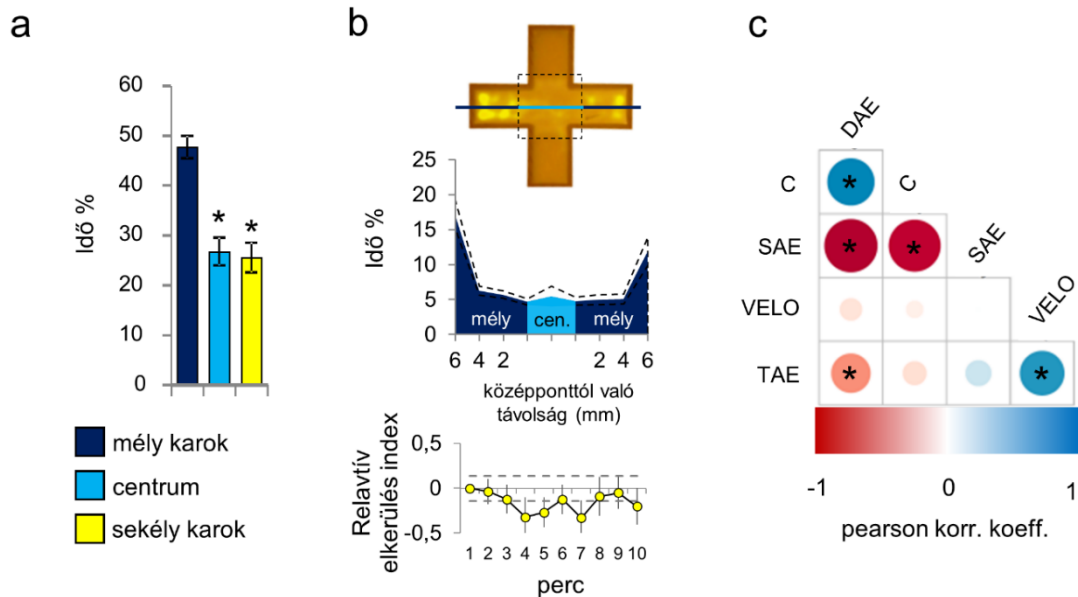 a
60
50
40
30
20
10
0
Idő %
mély karok
centrum
sekély karok
b
25
20
15
10
5
0
Idő %
mély
cen.
mély
6 4 2 2 4 6
középponttól való
távolság (mm)
0,5
0
-0,5
Relavtív
elkerülés index
1 2 3 4 5 6 7 8 9 10
perc
c
DAE
C
C
SAE
SAE
VELO
VELO
TAE
-1 0 1
pearson korr. koeff.